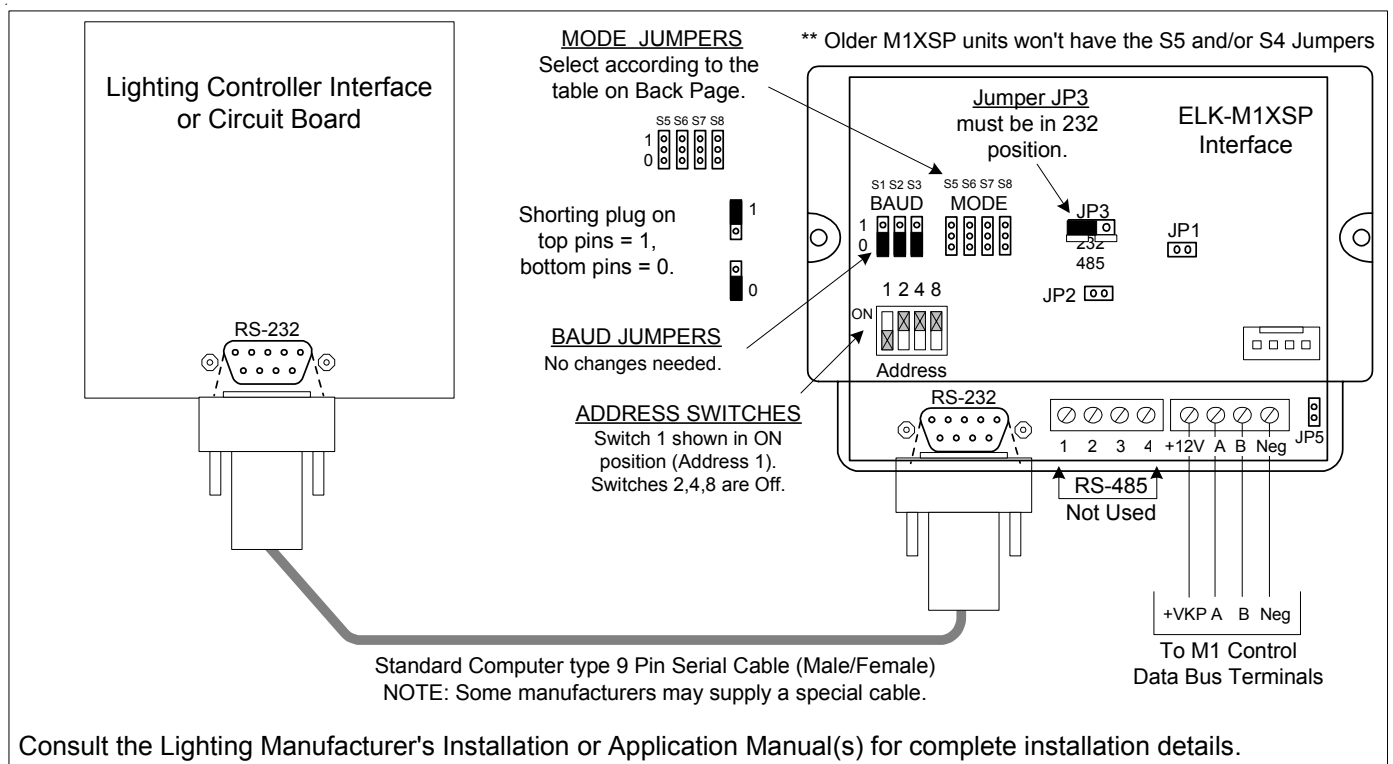 Lighting Controller Interface
or Circuit Board
RS-232
MODE JUMPERS
Select according to the
table on Back Page.
S5 S6 S7 S8
1
0
Shorting plug on
top pins = 1,
bottom pins = 0.
1
0
BAUD JUMPERS
No changes needed.
ADDRESS SWITCHES
Switch 1 shown in ON
position (Address 1).
Switches 2,4,8 are Off.
** Older M1XSP units won't have the S5 and/or S4 Jumpers
Jumper JP3
must be in 232
position.
ELK-M1XSP
Interface
S1 S2 S3
BAUD
1
0
S5 S6 S7 S8
MODE
JP3
232
485
JP1
JP2
1 2 4 8
ON
Address
RS-232
1 2 3 4
+12V A B Neg
JP5
RS-485
Not Used
+VKP A B Neg
To M1 Control
Data Bus Terminals
Standard Computer type 9 Pin Serial Cable (Male/Female)
NOTE: Some manufacturers may supply a special cable.
Consult the Lighting Manufacturer's Installation or Application Manual(s) for complete installation details.